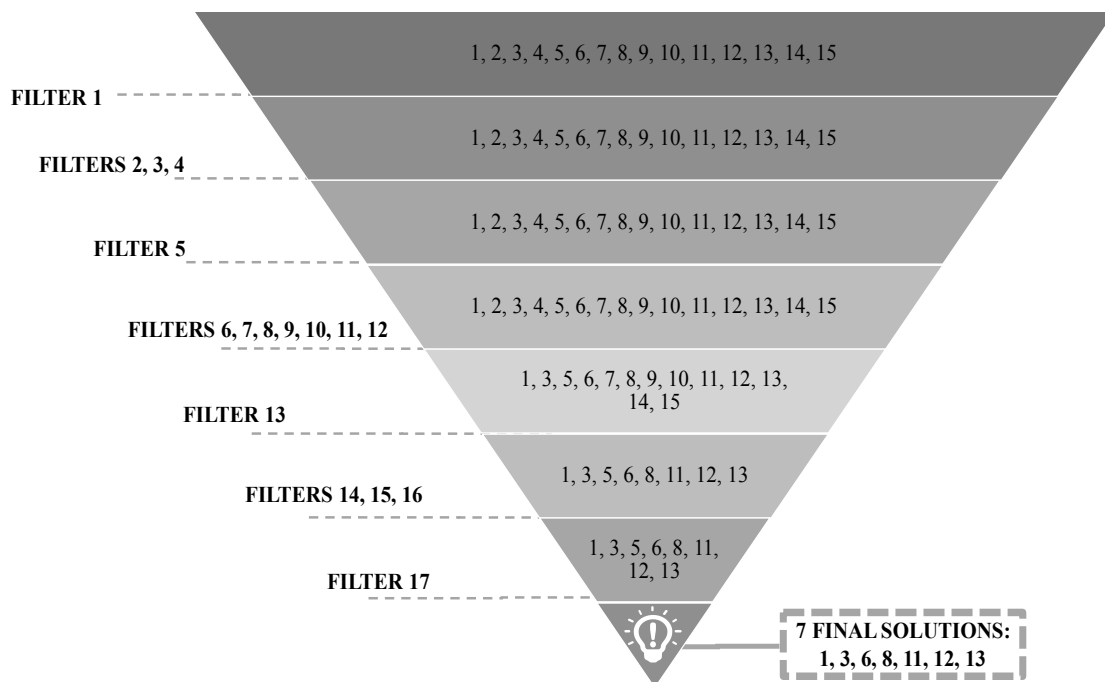 1, 2, 3, 4, 5, 6, 7, 8, 9, 10, 11, 12, 13, 14, 15
FILTER 1
1, 2, 3, 4, 5, 6, 7, 8, 9, 10, 11, 12, 13, 14, 15
FILTERS 2, 3, 4
1, 2, 3, 4, 5, 6, 7, 8, 9, 10, 11, 12, 13, 14, 15
FILTER 5
1, 2, 3, 4, 5, 6, 7, 8, 9, 10, 11, 12, 13, 14, 15
FILTERS 6, 7, 8, 9, 10, 11, 12
1, 3, 5, 6, 7, 8, 9, 10, 11, 12, 13,
14, 15
FILTER 13
1, 3, 5, 6, 8, 11, 12, 13
FILTERS 14, 15, 16
1, 3, 5, 6, 8, 11,
12, 13
FILTER 17
7 FINAL SOLUTIONS:
1, 3, 6, 8, 11, 12, 13